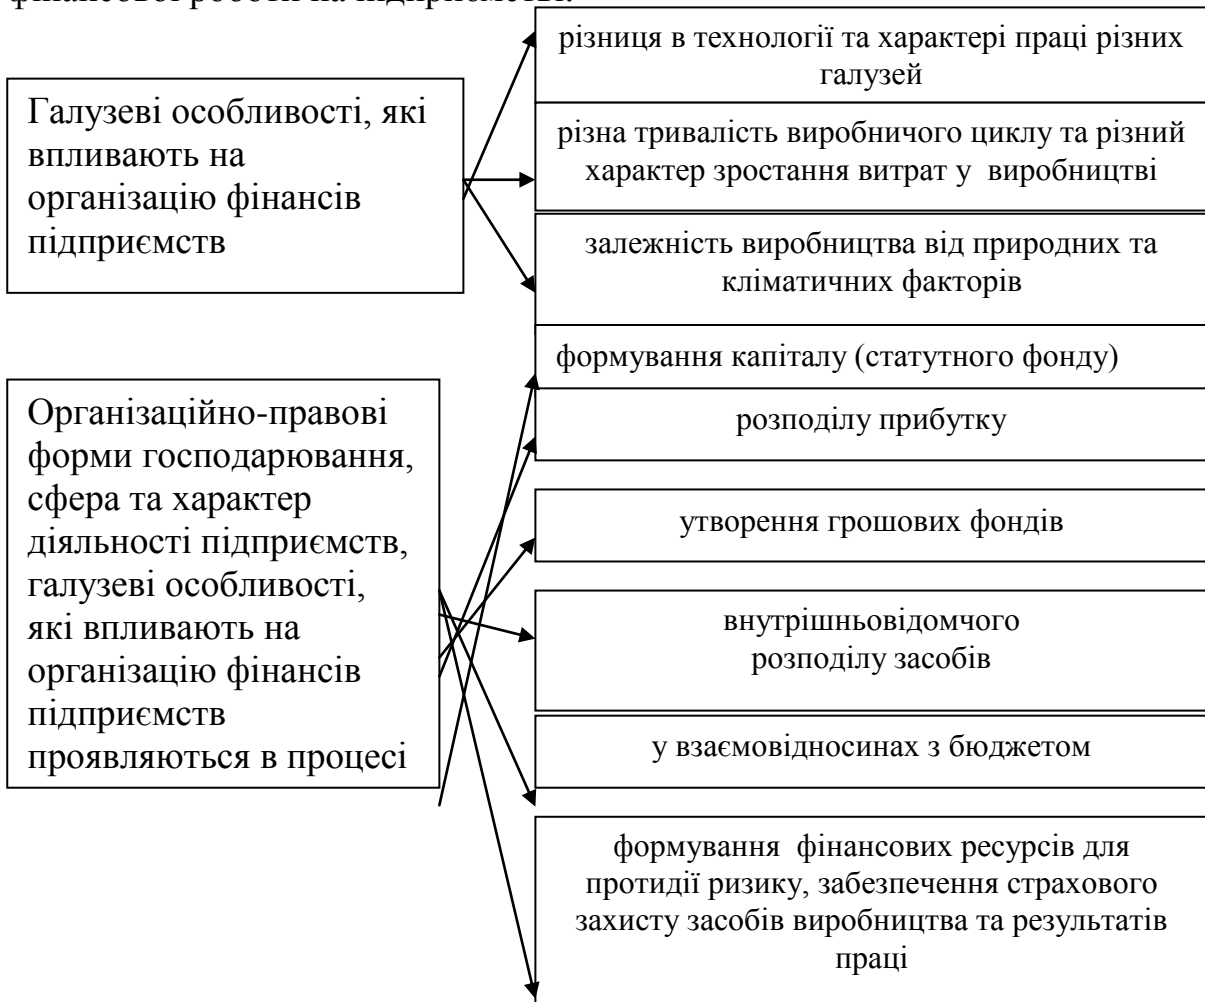 фінансової роботи на підприємстві.
різниця в технології та характері праці різних
галузей
Галузеві особливості, які
впливають на
організацію фінансів
підприємств
різна тривалість виробничого циклу та різний
характер зростання витрат у виробництві
залежність виробництва від природних та
кліматичних факторів
формування капіталу (статутного фонду)
розподілу прибутку
Організаційно-правові
форми господарювання,
сфера та характер
діяльності підприємств,
галузеві особливості,
які впливають на
організацію фінансів
підприємств
проявляються в процесі
утворення грошових фондів
внутрішньовідомчого
розподілу засобів
у взаємовідносинах з бюджетом
формування фінансових ресурсів для
протидії ризику, забезпечення страхового
захисту засобів виробництва та результатів
праці